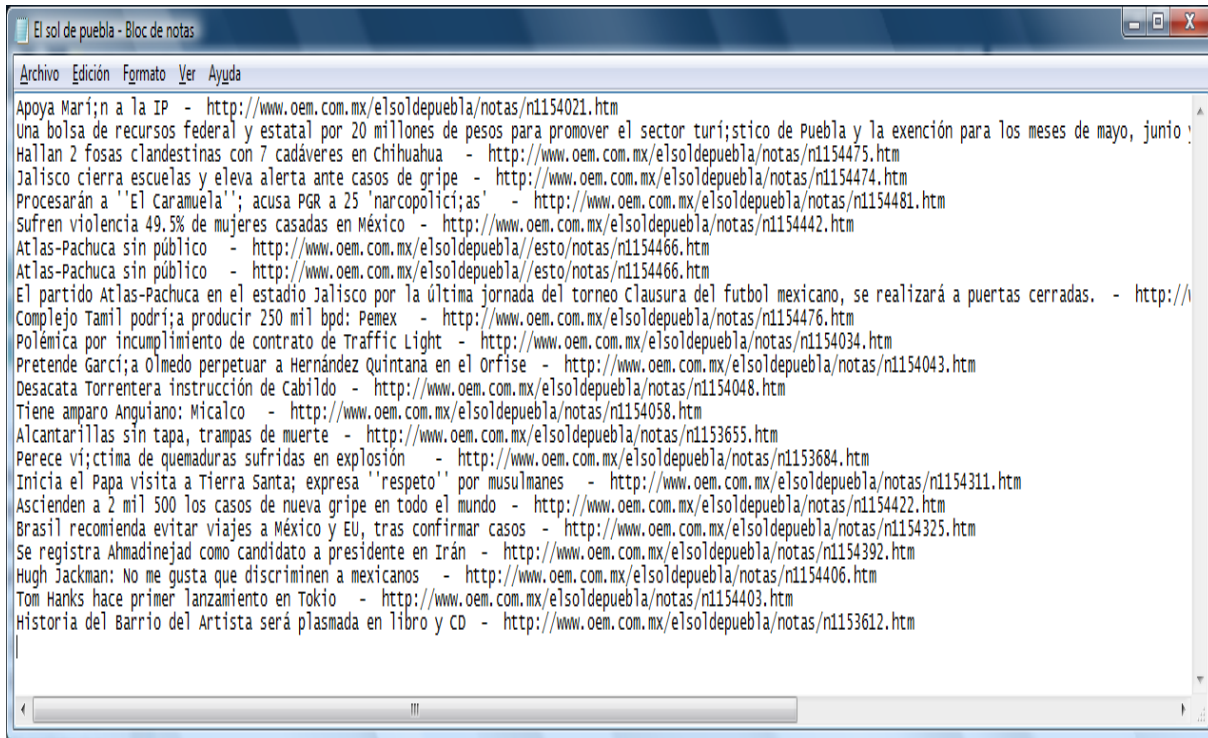 El sol de puebla - Bloc de notas
Archivo Edición Formato Ver Ayuda
Apoya Marí;n a la IP - http://www.oem.com.mx/elsoldepuebla/notas/n1154021.htm
Una bolsa de recursos federal y estatal por 20 millones de pesos para promover el sector turí;stico de Puebla y la exención para los meses de mayo, junio y
Hallan 2 fosas clandestinas con 7 cadáveres en Chihuahua - http://www.oem.com.mx/elsoldepuebla/notas/n1154475.htm
Jalisco cierra escuelas y eleva alerta ante casos de gripe - http://www.oem.com.mx/elsoldepuebla/notas/n1154474.htm
Procesarán a ''El Caramuela''; acusa PGR a 25 'narcopolicí;as' - http://www.oem.com.mx/elsoldepuebla/notas/n1154481.htm
Sufren violencia 49.5% de mujeres casadas en México - http://www.oem.com.mx/elsoldepuebla/notas/n1154442.htm
Atlas-Pachuca sin público - http://www.oem.com.mx/elsoldepuebla//esto/notas/n1154466.htm
Atlas-Pachuca sin público - http://www.oem.com.mx/elsoldepuebla//esto/notas/n1154466.htm
El partido Atlas-Pachuca en el estadio Jalisco por la última jornada del torneo Clausura del futbol mexicano, se realizará a puertas cerradas. - http://
Complejo Tamil podrí;a producir 250 mil bpd: Pemex - http://www.oem.com.mx/elsoldepuebla/notas/n1154476.htm
Polémica por incumplimiento de contrato de Traffic Light - http://www.oem.com.mx/elsoldepuebla/notas/n1154034.htm
Pretende Garcí;a Olmedo perpetuar a Hernández Quintana en el Orfise - http://www.oem.com.mx/elsoldepuebla/notas/n1154043.htm
Desacata Torrentera instrucción de Cabildo - http://www.oem.com.mx/elsoldepuebla/notas/n1154048.htm
Tiene amparo Anguiano: Micalco - http://www.oem.com.mx/elsoldepuebla/notas/n1154058.htm
Alcantarillas sin tapa, trampas de muerte - http://www.oem.com.mx/elsoldepuebla/notas/n1153655.htm
Perece ví;ctima de quemaduras sufridas en explosión - http://www.oem.com.mx/elsoldepuebla/notas/n1153684.htm
Inicia el Papa visita a Tierra Santa; expresa ''respeto'' por musulmanes - http://www.oem.com.mx/elsoldepuebla/notas/n1154311.htm
Ascienden a 2 mil 500 los casos de nueva gripe en todo el mundo - http://www.oem.com.mx/elsoldepuebla/notas/n1154422.htm
Brasil recomienda evitar viajes a México y EU, tras confirmar casos - http://www.oem.com.mx/elsoldepuebla/notas/n1154325.htm
Se registra Ahmadinejad como candidato a presidente en Irán - http://www.oem.com.mx/elsoldepuebla/notas/n1154392.htm
Hugh Jackman: No me gusta que discriminen a mexicanos - http://www.oem.com.mx/elsoldepuebla/notas/n1154406.htm
Tom Hanks hace primer lanzamiento en Tokio - http://www.oem.com.mx/elsoldepuebla/notas/n1154403.htm
Historia del Barrio del Artista será plasmada en libro y CD - http://www.oem.com.mx/elsoldepuebla/notas/n1153612.htm